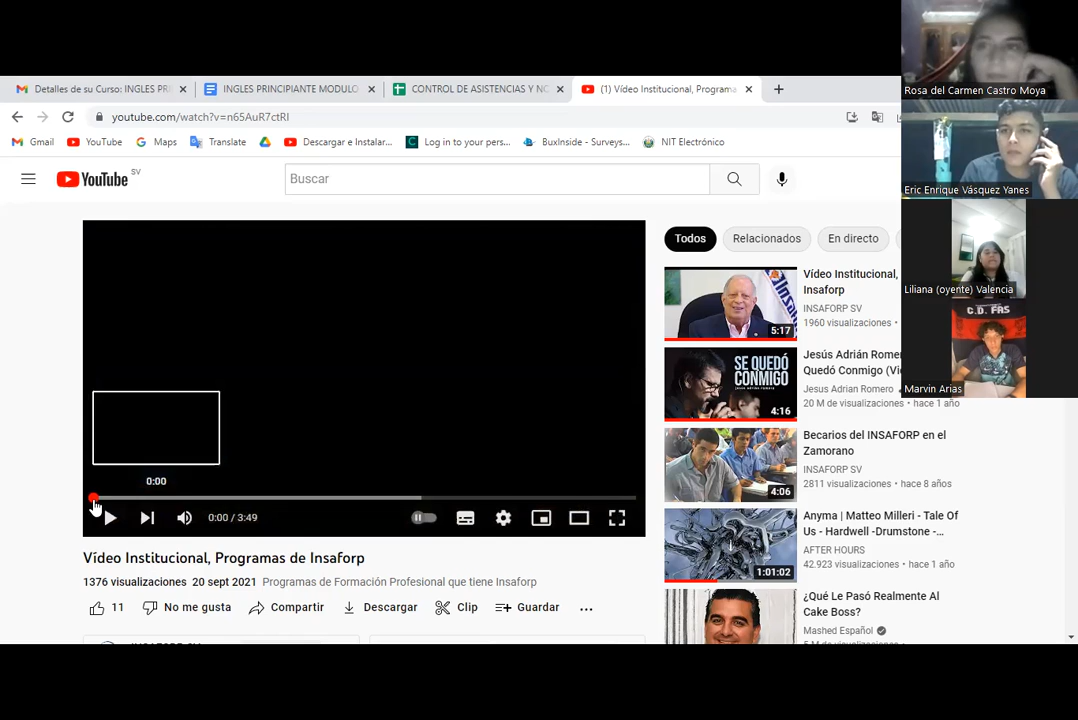 Detalles de su Curso: INGLES PRI
INGLES PRINCIPIANTE MODULO
CONTROL DE ASISTENCIAS Y NO
(1) Vídeo Institucional, Programa
youtube.com/watch?v=n65AuR7ctRI
Gmail
YouTube
Maps
Translate
Descargar e Instalar...
Log in to your pers...
BuxInside - Surveys...
NIT Electrónico
YouTube SV
Buscar
Todos
Relacionados
En directo
0:00
0:00 / 3:49
Vídeo Institucional, Programas de Insaforp
1376 visualizaciones 20 sept 2021 Programas de Formación Profesional que tiene Insaforp
11
No me gusta
Compartir
Descargar
Clip
Guardar
5:17
Vídeo Institucional,
Insaforp
INSAFORP SV
1960 visualizaciones •
SE QUEDÓ
CONMIGO
4:16
Jesús Adrián Rome
Quedó Conmigo (Vi
Jesus Adrian Romero
20 M de visualizaciones • hace 1 año
4:06
Becarios del INSAFORP en el
Zamorano
INSAFORP SV
2811 visualizaciones • hace 8 años
1:01:02
Anyma | Matteo Milleri - Tale Of
Us - Hardwell -Drumstone -...
AFTER HOURS
42.923 visualizaciones • hace 1 año
¿Qué Le Pasó Realmente Al
Cake Boss?
Mashed Español
Rosa del Carmen Castro Moya
Eric Enrique Vásquez Yanes
Liliana (oyente) Valencia
C.D. FAS
Marvin Arias